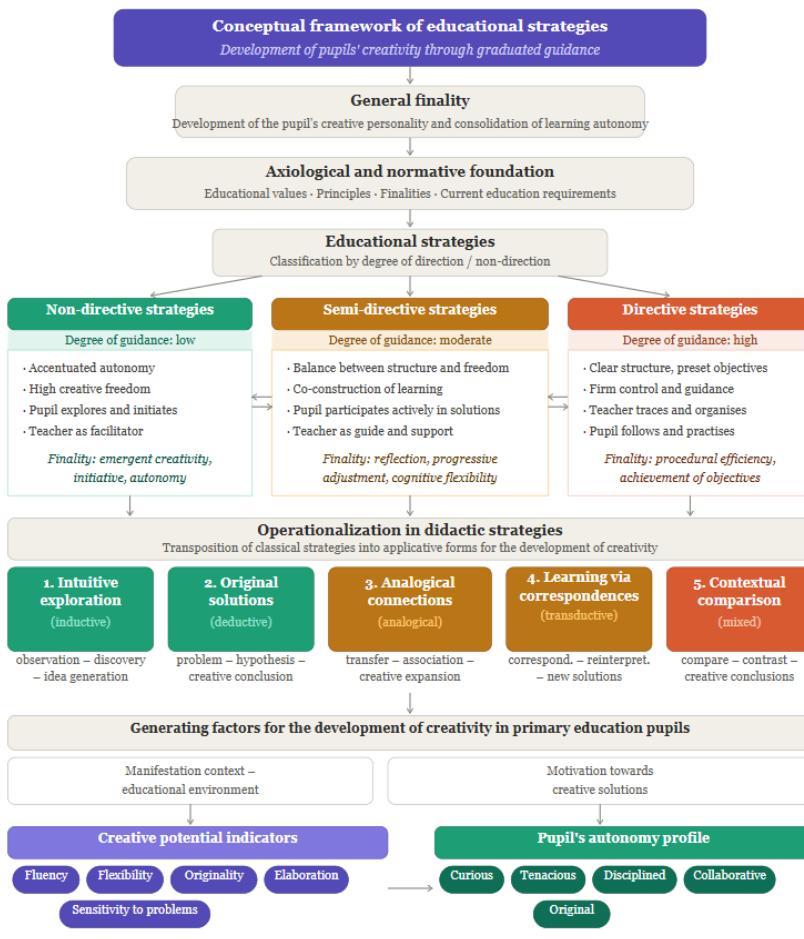 Conceptual framework of educational strategies
Development of pupils' creativity through graduated guidance
General finality
Development of the pupil's creative personality and consolidation of learning autonomy
Axiological and normative foundation
Educational values · Principles · Finalities · Current education requirements
Educational strategies
Classification by degree of direction / non-direction
Non-directive strategies
Degree of guidance: low
· Accentuated autonomy
· High creative freedom
· Pupil explores and initiates
· Teacher as facilitator
Finality: emergent creativity,
initiative, autonomy
Semi-directive strategies
Degree of guidance: moderate
· Balance between structure and freedom
· Co-construction of learning
· Pupil participates actively in solutions
· Teacher as guide and support
Finality: reflection, progressive
adjustment, cognitive flexibility
Directive strategies
Degree of guidance: high
· Clear structure, preset objectives
· Firm control and guidance
· Teacher traces and organises
· Pupil follows and practises
Finality: procedural efficiency,
achievement of objectives
Operationalization in didactic strategies
Transposition of classical strategies into applicative forms for the development of creativity
1. Intuitive
exploration
(inductive)
observation – discovery
– idea generation
2. Original
solutions
(deductive)
problem – hypothesis –
creative conclusion
3. Analogical
connections
(analogical)
transfer – association –
creative expansion
4. Learning via
correspondences
(transductive)
correspond. – reinterpret.
– new solutions
5. Contextual
comparison
(mixed)
compare – contrast –
creative conclusions
Generating factors for the development of creativity in primary education pupils
Manifestation context –
educational environment
Motivation towards
creative solutions
Creative potential indicators
Fluency
Flexibility
Originality
Elaboration
Sensitivity to problems
Pupil's autonomy profile
Curious
Tenacious
Disciplined
Collaborative
Original